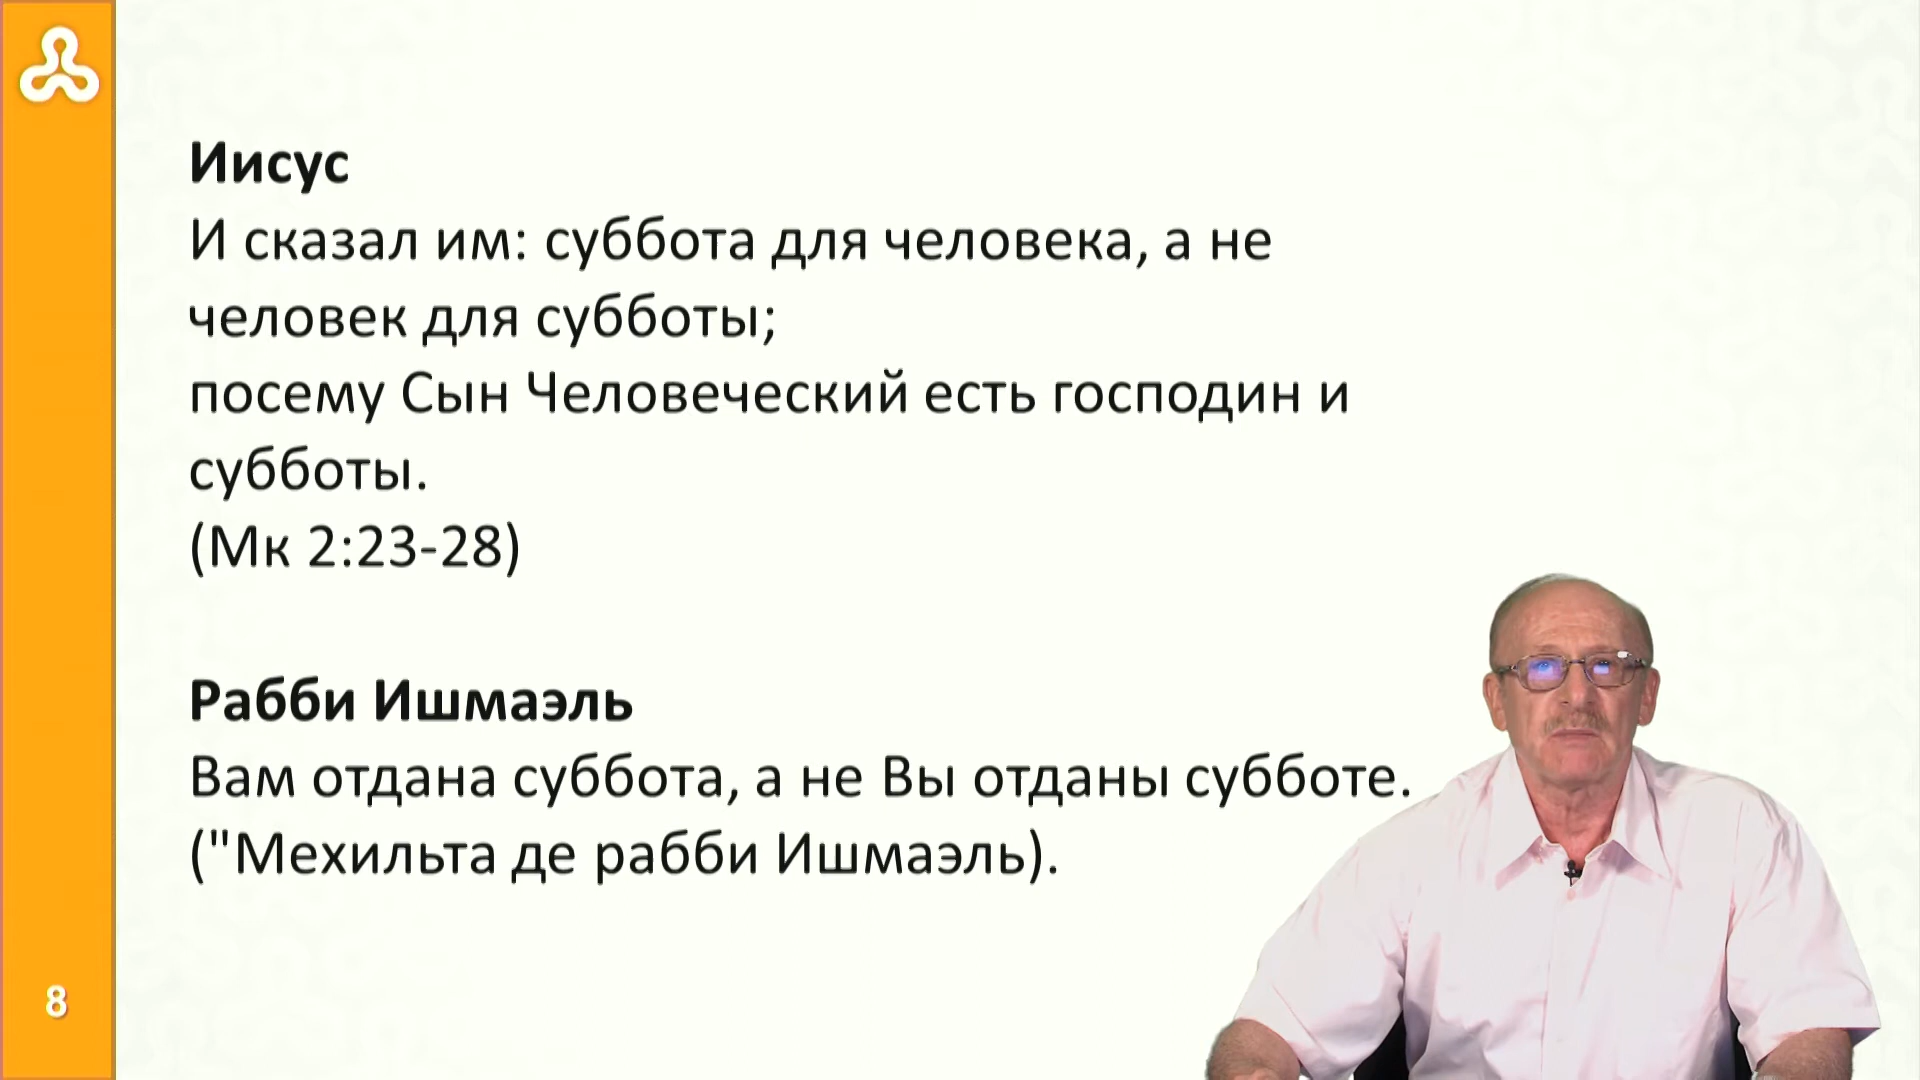 Иисус
И сказал им: суббота для человека, а не
человек для субботы;
посему Сын Человеческий есть господин и
субботы.
(Мк 2:23-28)
Рабби Ишмаэль
Вам отдана суббота, а не Вы отданы субботе.
("Мехильта де рабби Ишмаэль).
8